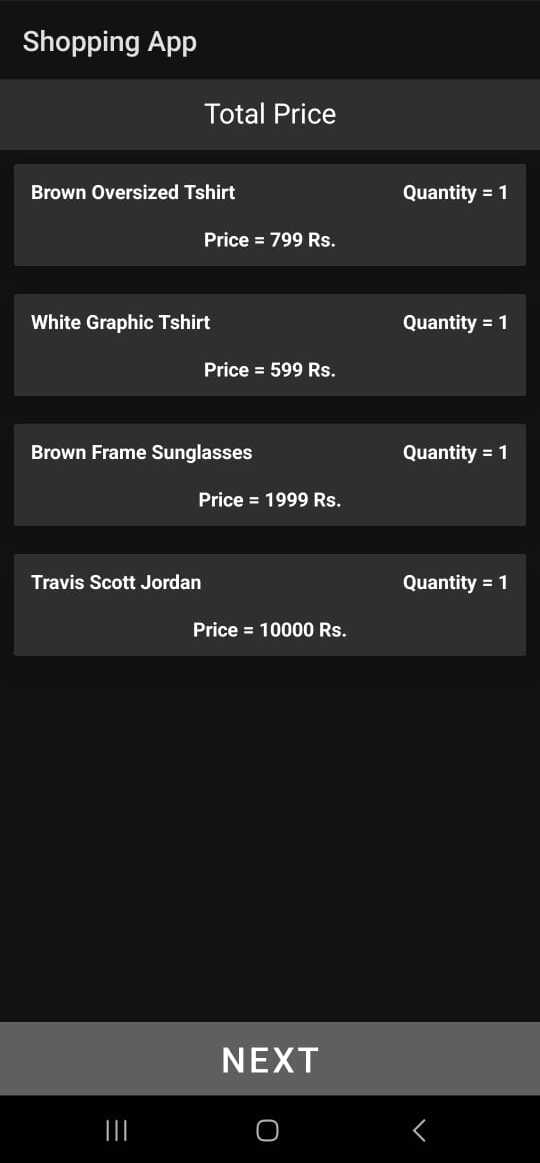 Shopping App
Total Price
Brown Oversized Tshirt Quantity = 1
Price = 799 Rs.
White Graphic Tshirt Quantity = 1
Price = 599 Rs.
Brown Frame Sunglasses Quantity = 1
Price = 1999 Rs.
Travis Scott Jordan Quantity = 1
Price = 10000 Rs.
NEXT